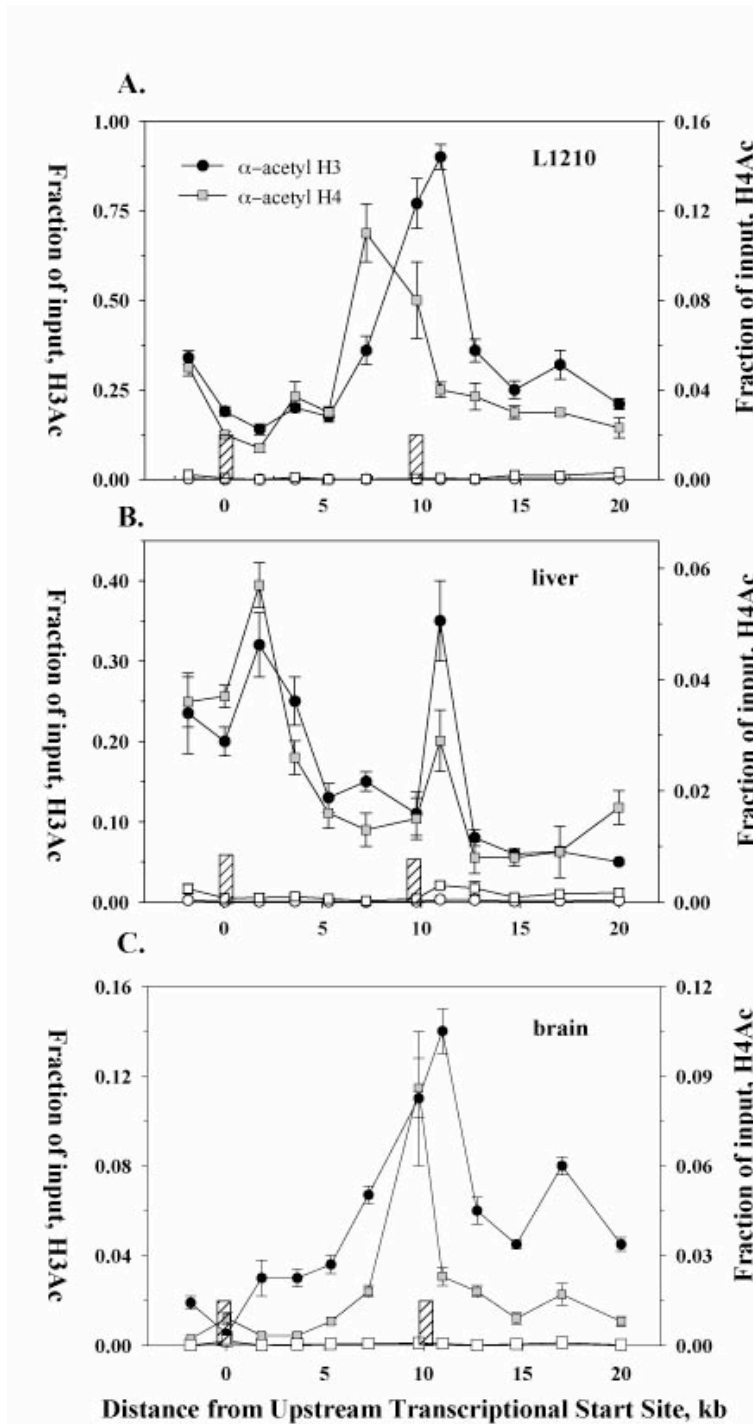 A.
1.00
0.75
0.50
0.25
0.00
Fraction of input, H3Ac
α−acetyl H3
α−acetyl H4
L1210
0.16
0.12
0.08
0.04
0.00
Fraction of input, H4Ac
0
5
10
15
20
B.
0.40
0.30
0.20
0.10
0.00
Fraction of input, H3Ac
liver
0.06
0.04
0.02
0.00
Fraction of input, H4Ac
0
5
10
15
20
C.
0.16
0.12
0.08
0.04
0.00
Fraction of input, H3Ac
brain
0.12
0.09
0.06
0.03
0.00
Fraction of input, H4Ac
0
5
10
15
20
Distance from Upstream Transcriptional Start Site, kb